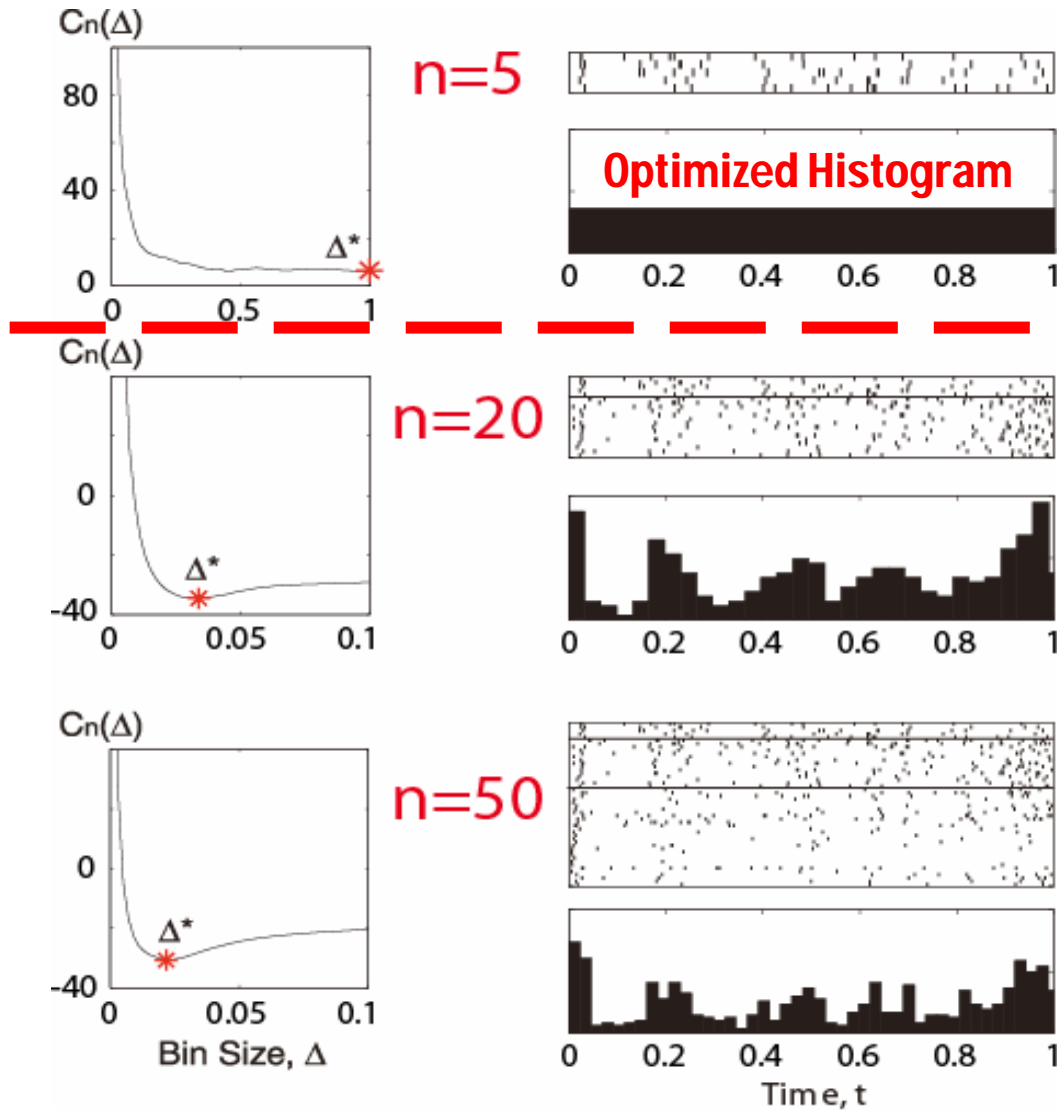 Cn(Δ)
n=5
80
40
0
Δ*
0 0.5 1
Optimized Histogram
0 0.2 0.4 0.6 0.8 1
Cn(Δ)
n=20
0
-40
Δ*
0 0.05 0.1
0 0.2 0.4 0.6 0.8 1
Cn(Δ)
n=50
0
-40
Δ*
0 0.05 0.1
Bin Size, Δ
0 0.2 0.4 0.6 0.8 1
Time, t